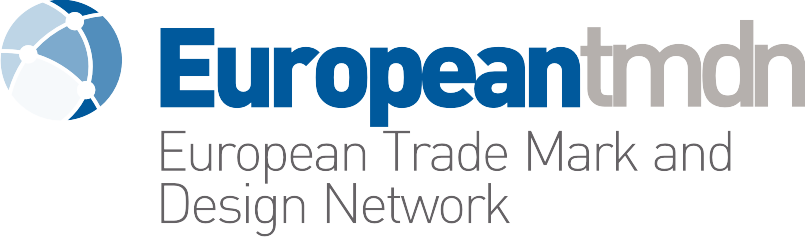 Europeantmdn
European Trade Mark and
Design Network